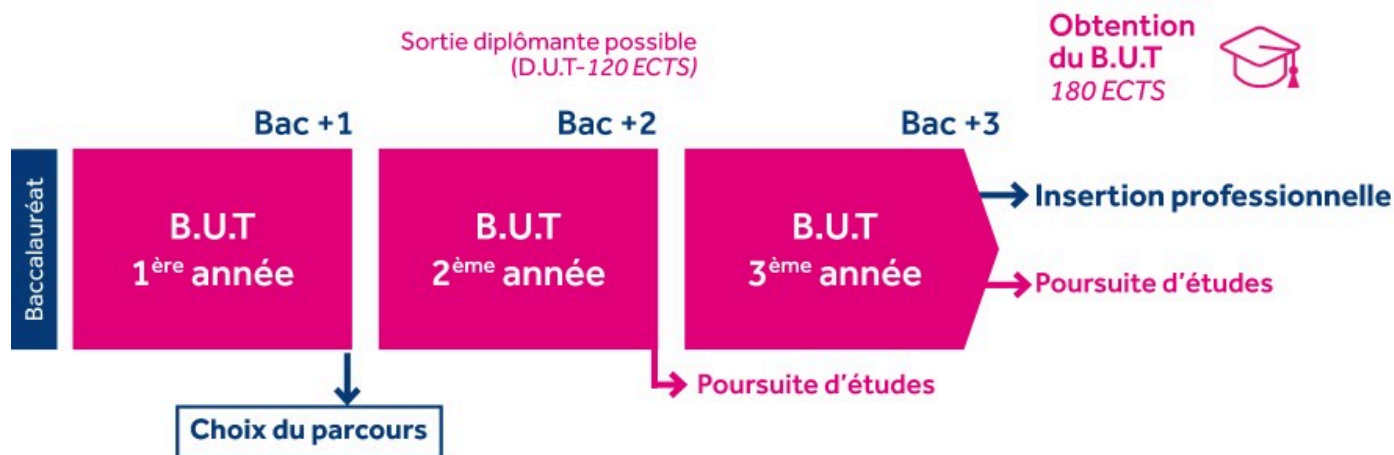 Sortie diplômante possible
(D.U.T-120 ECTS)
Obtention
du B.U.T
180 ECTS
Bac +1
Bac +2
Bac +3
Baccalauréat
B.U.T
1ère année
B.U.T
2ème année
B.U.T
3ème année
Insertion professionnelle
Poursuite d'études
Poursuite d'études
Choix du parcours